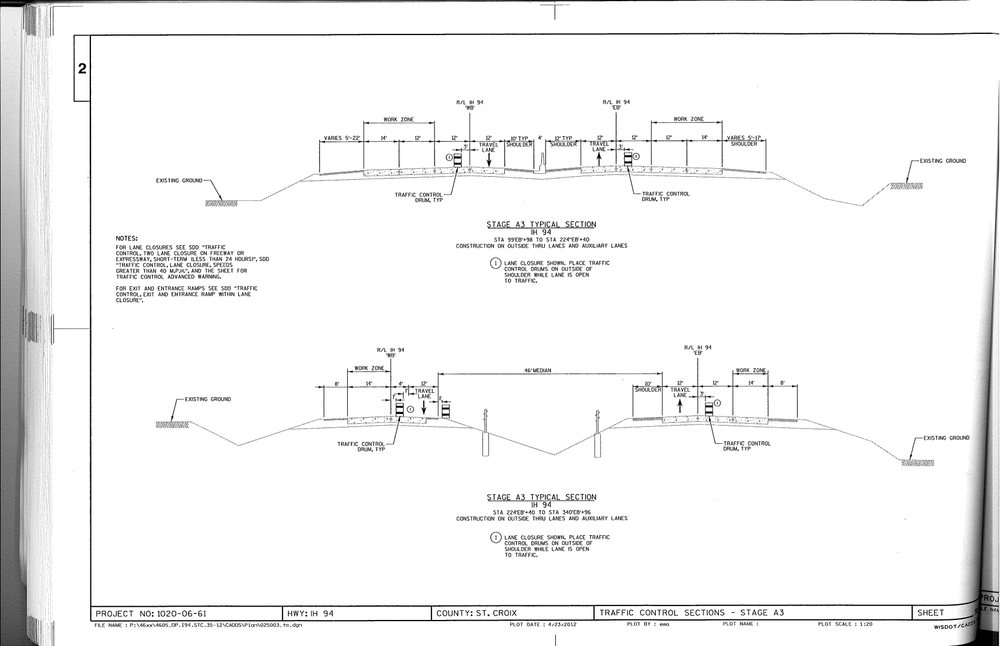 2
R/L IH 94
'WB'
R/L IH 94
'EB'
WORK ZONE
WORK ZONE
VARIES 5'-22'
14'
12'
12'
12'
10' TYP
4'
12' TYP
12'
12'
12'
14'
VARIES 5'-17'
TRAVEL
LANE
SHOULDER
SHOULDER
TRAVEL
LANE
SHOULDER
3'
3'
1
1
EXISTING GROUND
EXISTING GROUND
TRAFFIC CONTROL
DRUM, TYP
TRAFFIC CONTROL
DRUM, TYP
STAGE A3 TYPICAL SECTION
IH 94
STA 99'EB'+98 TO STA 224"EB'+40
CONSTRUCTION ON OUTSIDE THRU LANES AND AUXILIARY LANES
1 LANE CLOSURE SHOWN. PLACE TRAFFIC
CONTROL DRUMS ON OUTSIDE OF
SHOULDER WHILE LANE IS OPEN
TO TRAFFIC.
NOTES:
FOR LANE CLOSURES SEE SDD "TRAFFIC
CONTROL, TWO LANE CLOSURE ON FREEWAY OR
EXPRESSWAY, SHORT-TERM (LESS THAN 24 HOURS)", SDD
"TRAFFIC CONTROL, LANE CLOSURE, SPEEDS
GREATER THAN 40 M.P.H.", AND THE SHEET FOR
TRAFFIC CONTROL ADVANCED WARNING.
FOR EXIT AND ENTRANCE RAMPS SEE SDD "TRAFFIC
CONTROL, EXIT AND ENTRANCE RAMP WITHIN LANE
CLOSURE".
R/L IH 94
'WB'
R/L IH 94
'EB'
WORK ZONE
46' MEDIAN
WORK ZONE
8'
14'
4'
12'
10'
SHOULDER
12'
12'
14'
8'
1'
1'
TRAVEL
LANE
1'
TRAVEL
LANE
3'
1
1
EXISTING GROUND
EXISTING GROUND
TRAFFIC CONTROL
DRUM, TYP
TRAFFIC CONTROL
DRUM, TYP
STAGE A3 TYPICAL SECTION
IH 94
STA 224'EB'+40 TO STA 340'EB'+96
CONSTRUCTION ON OUTSIDE THRU LANES AND AUXILIARY LANES
1 LANE CLOSURE SHOWN. PLACE TRAFFIC
CONTROL DRUMS ON OUTSIDE OF
SHOULDER WHILE LANE IS OPEN
TO TRAFFIC.
PROJECT NO: 1020-06-61
HWY: IH 94
COUNTY: ST. CROIX
TRAFFIC CONTROL SECTIONS - STAGE A3
SHEET
FILE NAME : P:\46xx\4605_DP.I94.STC.35-12\CADDS\Plan\025003_tc.dgn
PLOT DATE : 4/23/2012
PLOT BY : emo
PLOT NAME :
PLOT SCALE : 1:20
WISDOT/CADDS